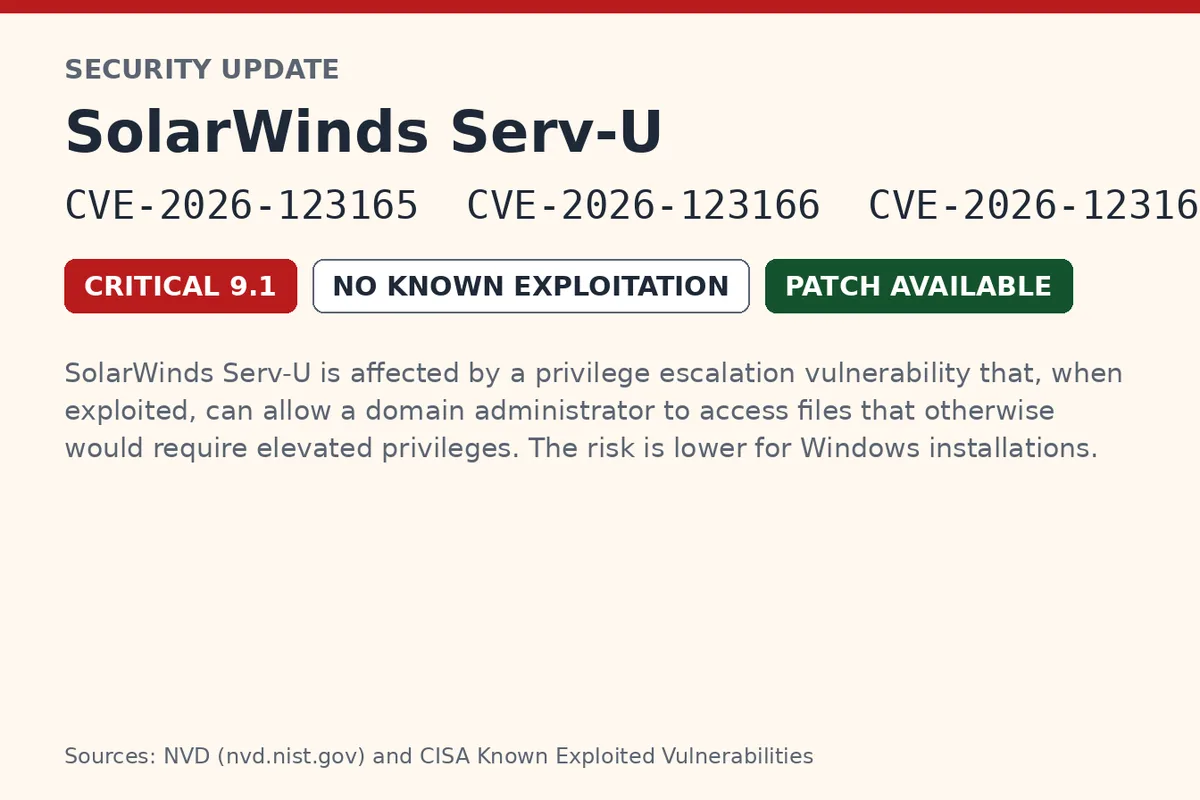 SECURITY UPDATE
SolarWinds Serv-U
CVE-2026-123165 CVE-2026-123166 CVE-2026-12316
CRITICAL 9.1 NO KNOWN EXPLOITATION PATCH AVAILABLE
SolarWinds Serv-U is affected by a privilege escalation vulnerability that, when
exploited, can allow a domain administrator to access files that otherwise
would require elevated privileges. The risk is lower for Windows installations.
Sources: NVD (nvd.nist.gov) and CISA Known Exploited Vulnerabilities